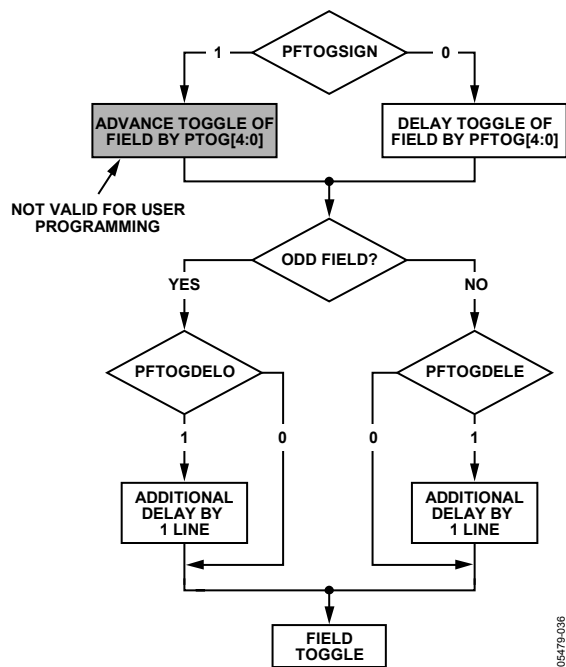 PFTOGSIGN
1
0
ADVANCE TOGGLE OF
FIELD BY PTOG[4:0]
DELAY TOGGLE OF
FIELD BY PFTOG[4:0]
NOT VALID FOR USER
PROGRAMMING
ODD FIELD?
YES
NO
PFTOGDELO
PFTOGDELE
1
0
0
1
ADDITIONAL
DELAY BY
1 LINE
ADDITIONAL
DELAY BY
1 LINE
FIELD
TOGGLE
05479-036